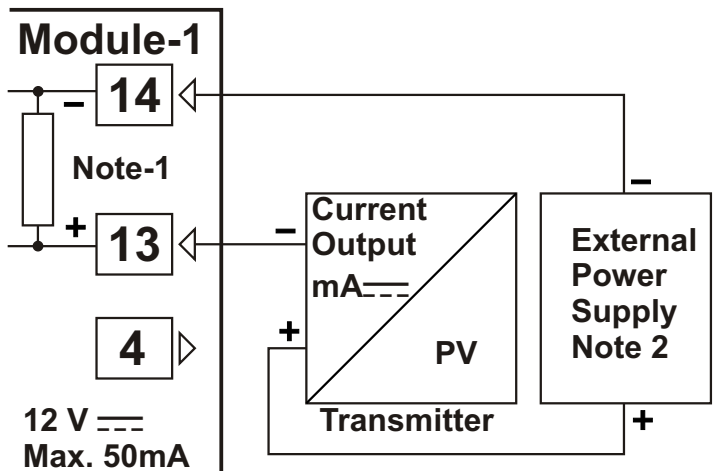 Module-1
14
–
Note-1
+
13
4
12 V
Max. 50mA
–
Current
Output
mA
+
PV
Transmitter
–
External
Power
Supply
Note 2
+